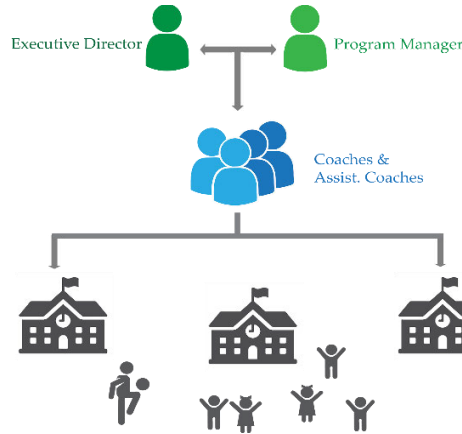 Executive Director
Program Manager
Coaches &
Assist. Coaches